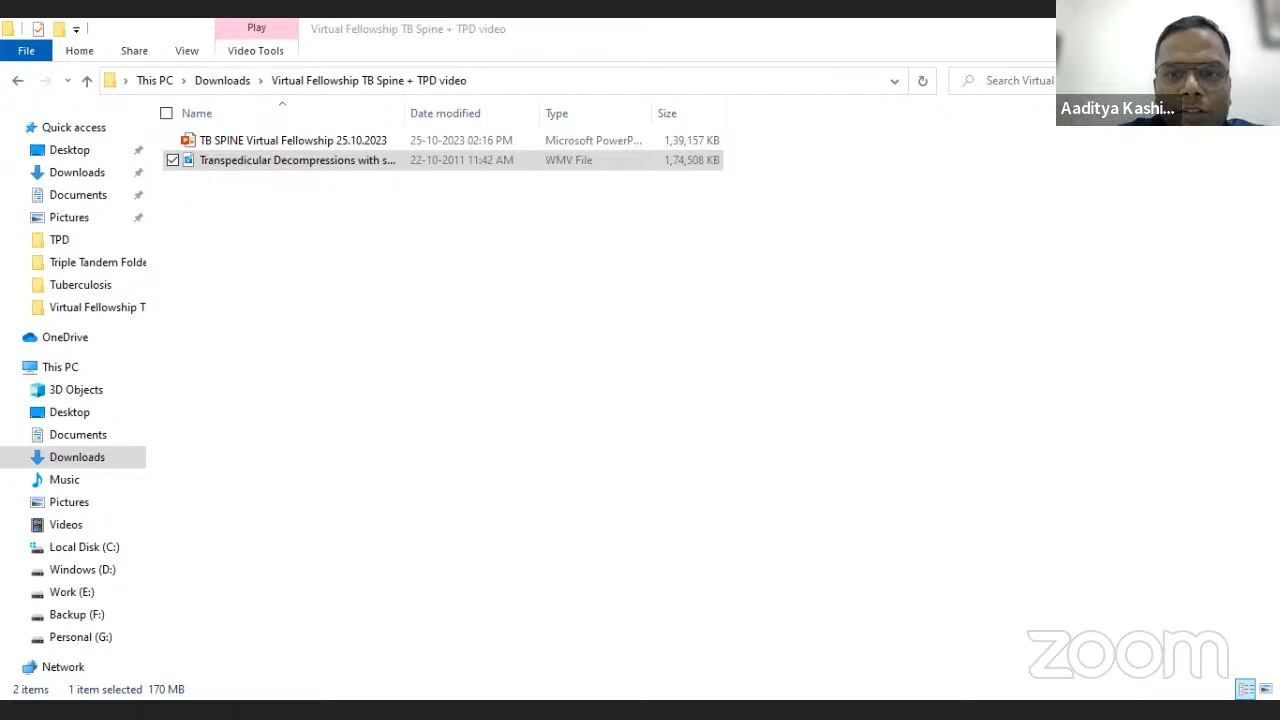 Play
Virtual Fellowship TB Spine + TPD video
File
Home
Share
View
Video Tools
This PC
Downloads
Virtual Fellowship TB Spine + TPD video
Search Virtual
Aaditya Kashi...
Name
Date modified
Type
Size
TB SPINE Virtual Fellowship 25.10.2023
25-10-2023 02:16 PM
Microsoft PowerP...
1,39,157 KB
Transpedicular Decompressions with s...
22-10-2011 11:42 AM
WMV File
1,74,508 KB
Quick access
Desktop
Downloads
Documents
Pictures
TPD
Triple Tandem Folde
Tuberculosis
Virtual Fellowship T
OneDrive
This PC
3D Objects
Desktop
Documents
Downloads
Music
Pictures
Videos
Local Disk (C:)
Windows (D:)
Work (E:)
Backup (F:)
Personal (G:)
Network
2 items
1 item selected 170 MB
zoom